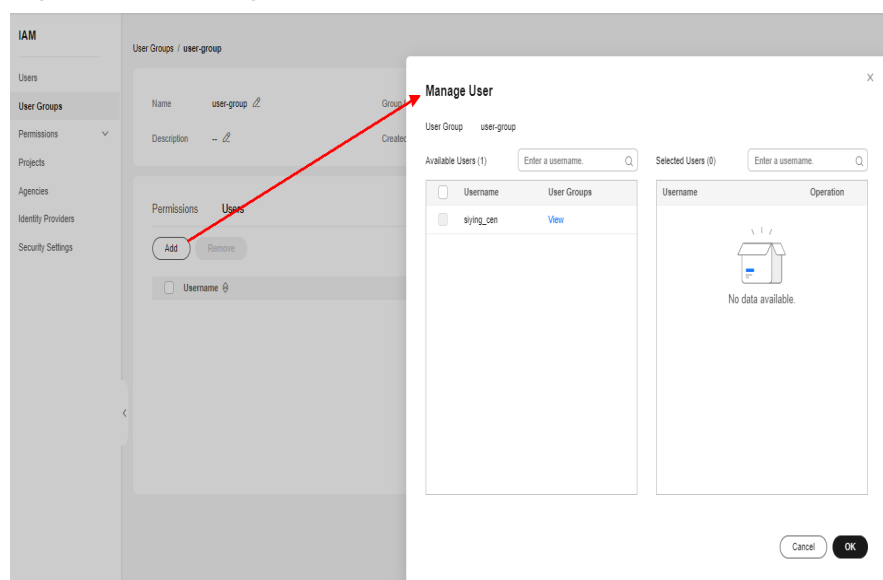 IAM
Users
User Groups
Permissions
Projects
Agencies
Identity Providers
Security Settings
User Groups / user-group
Name user-group
Description --
Created
Permissions Users
Add Remove
Username
Manage User
X
User Group user-group
Available Users (1) Enter a username.
Username User Groups
siying_cen View
Selected Users (0) Enter a username.
Username Operation
No data available.
Cancel OK